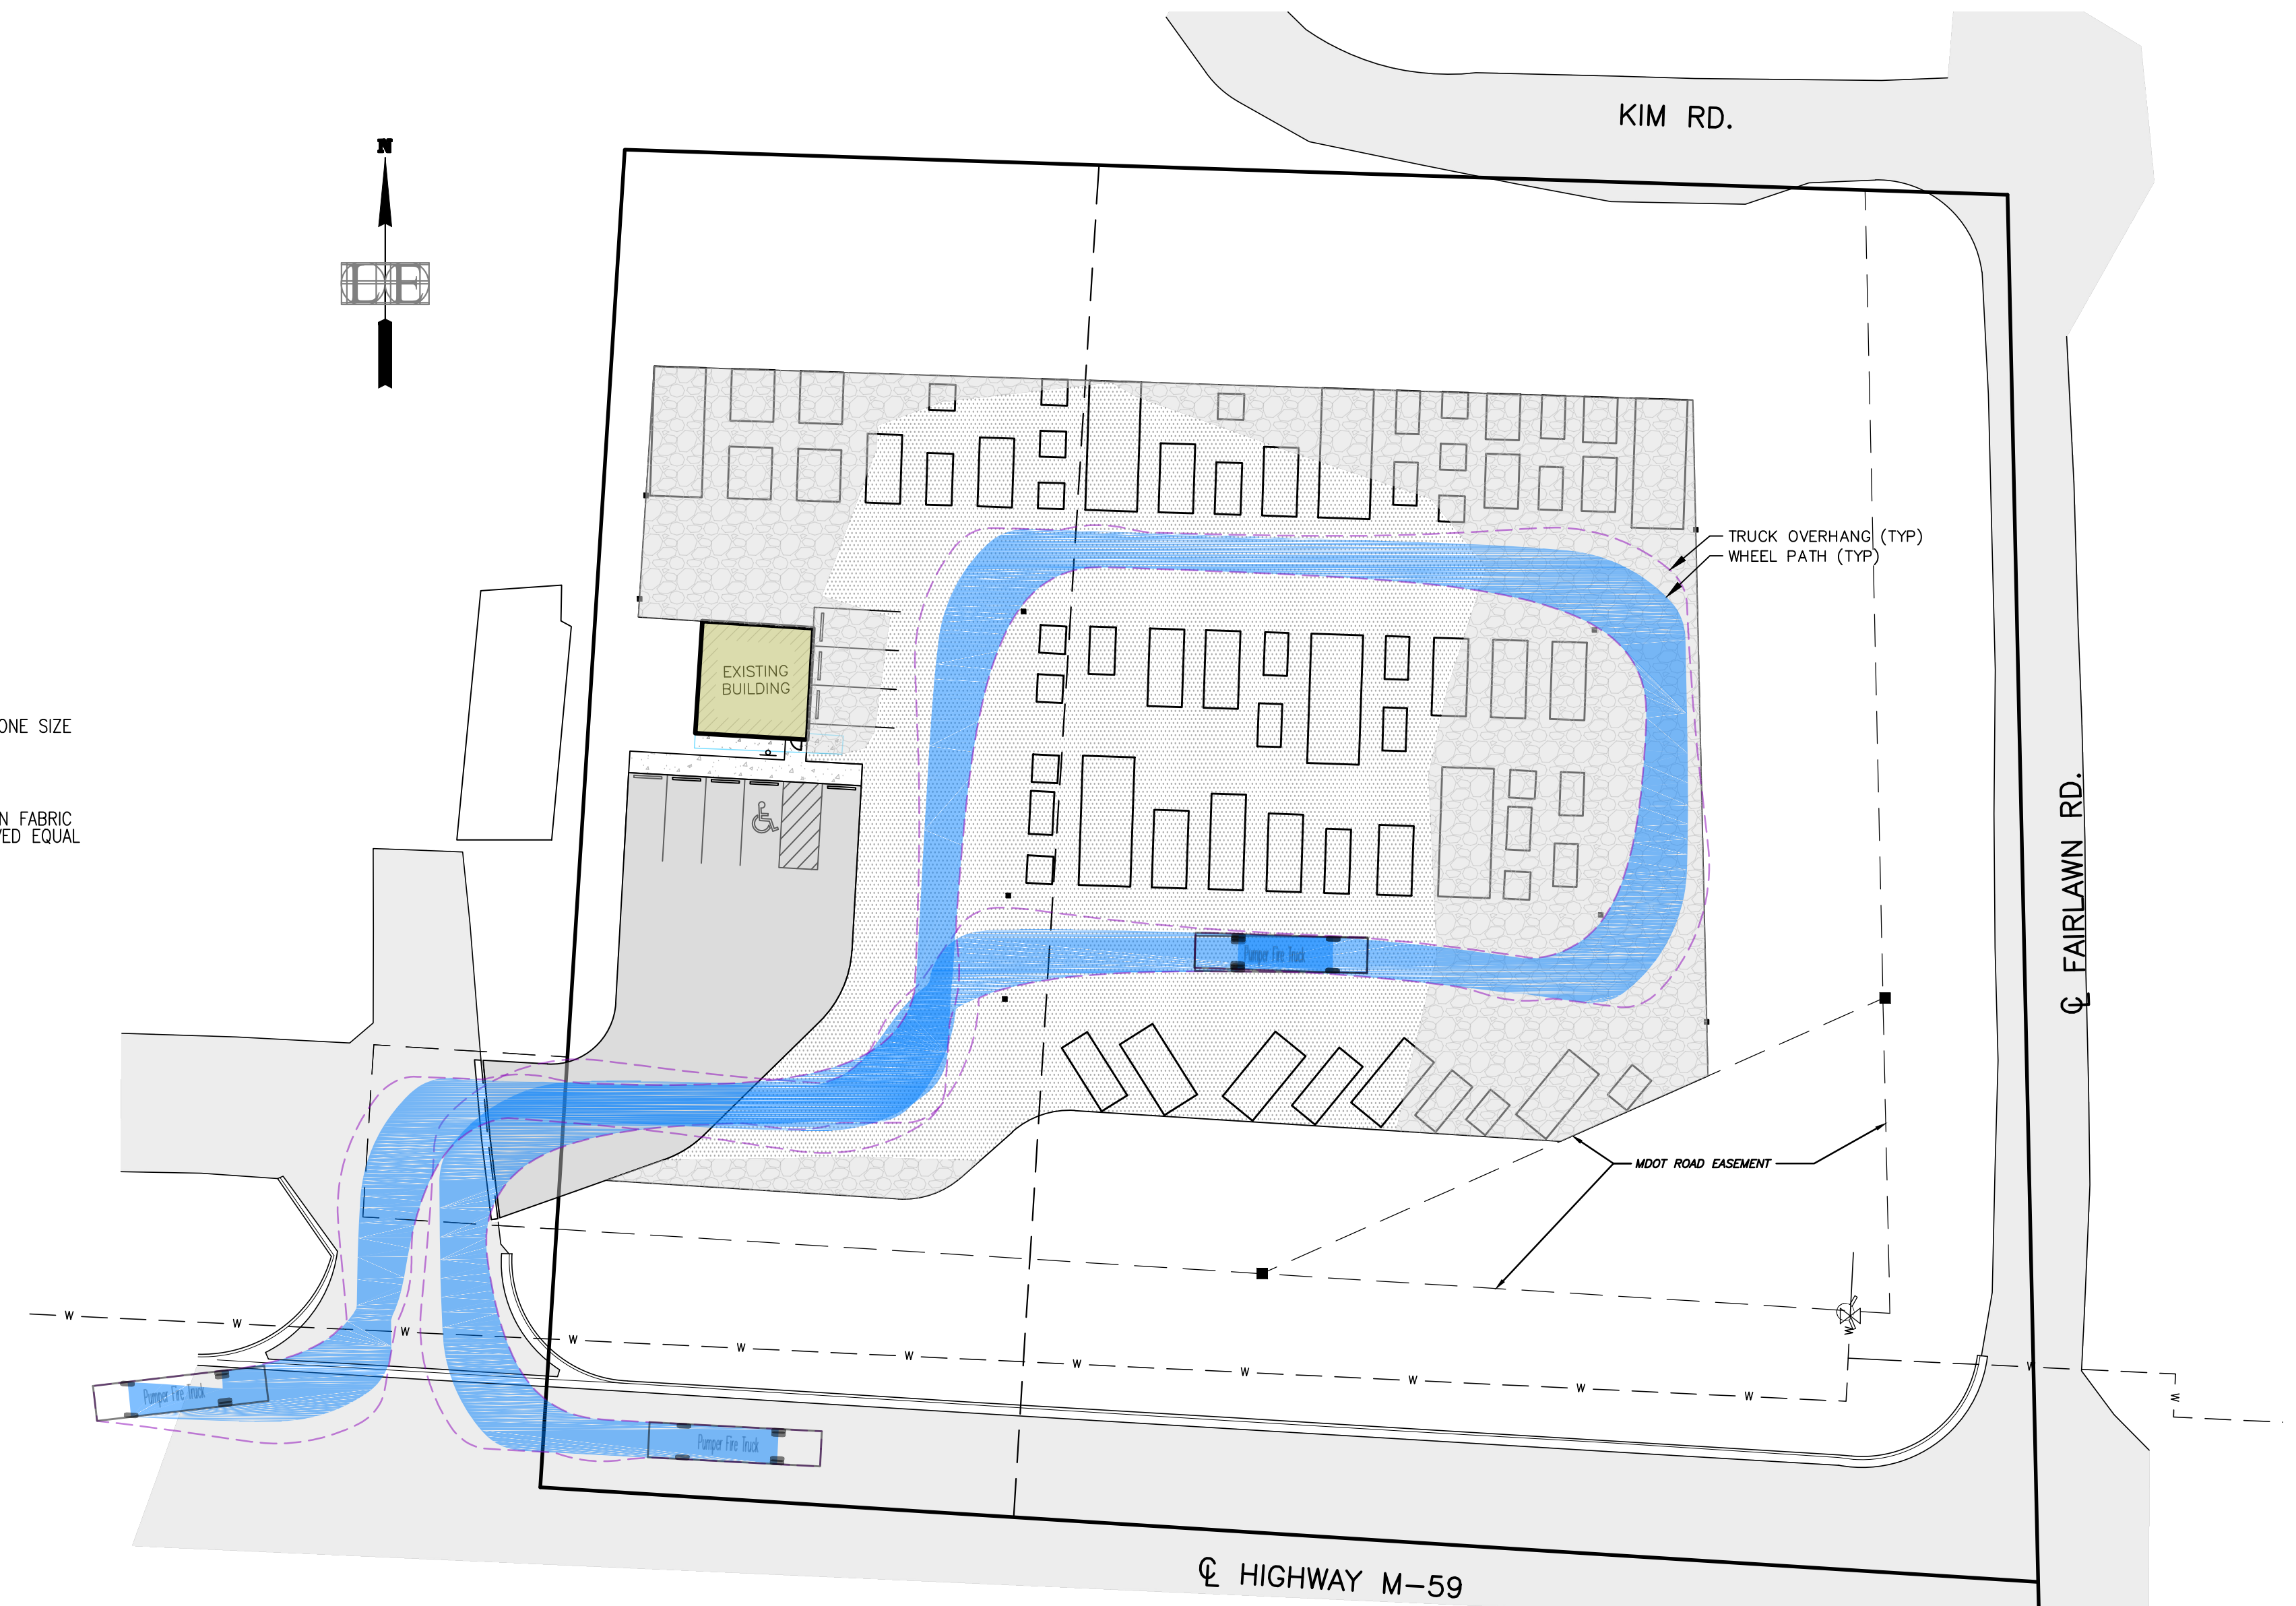 KIM RD.
N
LE
TRUCK OVERHANG (TYP)
WHEEL PATH (TYP)
EXISTING
BUILDING
ONE SIZE
N FABRIC
VED EQUAL
℄ FAIRLAWN RD.
Pumper Fire Truck
MDOT ROAD EASEMENT
W W W W W W W W W W W
W
W
W
Pumper Fire Truck
Pumper Fire Truck
℄ HIGHWAY M-59